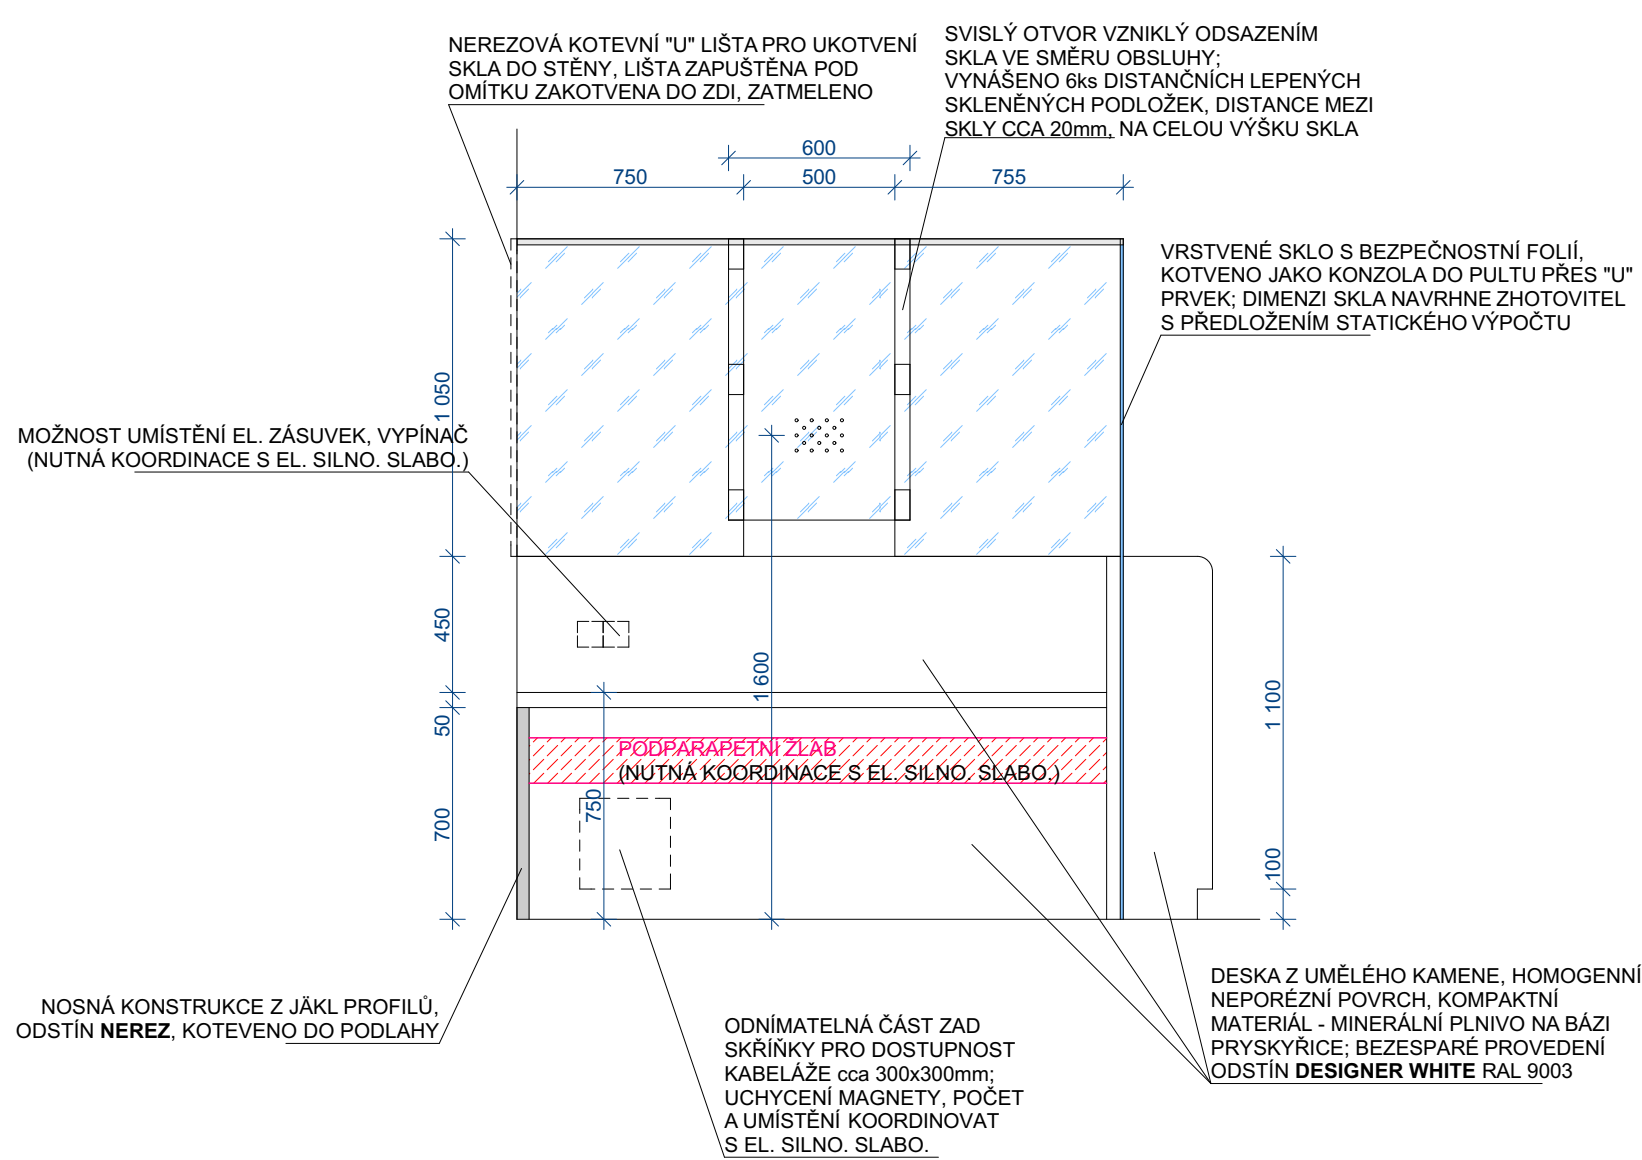 NEREZOVÁ KOTEVNÍ "U" LIŠTA PRO UKOTVENÍ
SKLA DO STĚNY, LIŠTA ZAPUŠTĚNA POD
OMÍTKU ZAKOTVENA DO ZDI, ZATMELENO
SVISLÝ OTVOR VZNIKLÝ ODSAZENÍM
SKLA VE SMĚRU OBSLUHY;
VYNÁŠENO 6ks DISTANČNÍCH LEPENÝCH
SKLENĚNÝCH PODLOŽEK, DISTANCE MEZI
SKLY CCA 20mm, NA CELOU VÝŠKU SKLA
600
750
500
755
VRSTVENÉ SKLO S BEZPEČNOSTNÍ FOLIÍ,
KOTVENO JAKO KONZOLA DO PULTU PŘES "U"
PRVEK; DIMENZI SKLA NAVRHNE ZHOTOVITEL
S PŘEDLOŽENÍM STATICKÉHO VÝPOČTU
1 050
MOŽNOST UMÍSTĚNÍ EL. ZÁSUVEK, VYPÍNAČ
(NUTNÁ KOORDINACE S EL. SILNO. SLABO.)
450
1 600
1 100
50
PODPARAPETNÍ ŽLAB
(NUTNÁ KOORDINACE S EL. SILNO. SLABO.)
750
700
100
NOSNÁ KONSTRUKCE Z JÄKL PROFILŮ,
ODSTÍN NEREZ, KOTEVENO DO PODLAHY
ODNÍMATELNÁ ČÁST ZAD
SKŘÍŇKY PRO DOSTUPNOST
KABELÁŽE cca 300x300mm;
UCHYCENÍ MAGNETY, POČET
A UMÍSTĚNÍ KOORDINOVAT
S EL. SILNO. SLABO.
DESKA Z UMĚLÉHO KAMENE, HOMOGENNÍ
NEPORÉZNÍ POVRCH, KOMPAKTNÍ
MATERIÁL - MINERÁLNÍ PLNIVO NA BÁZI
PRYSKYŘICE; BEZESPARÉ PROVEDENÍ
ODSTÍN DESIGNER WHITE RAL 9003